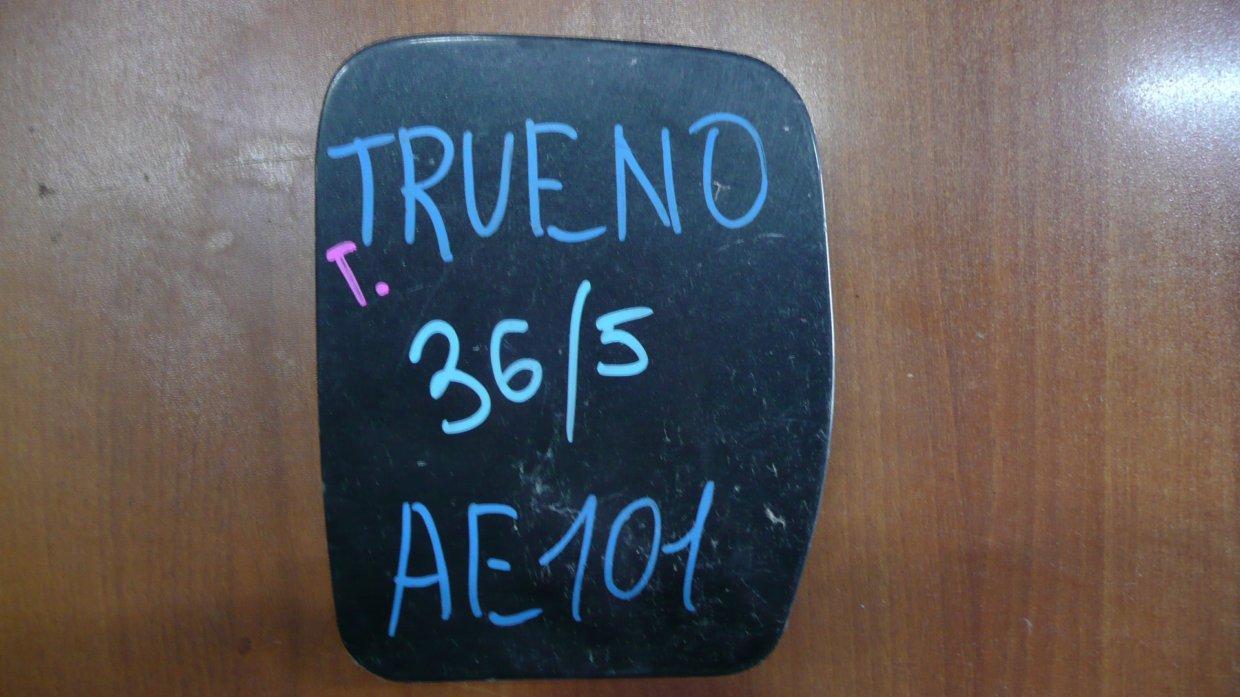 TRUENO
T.
36/5
AE101